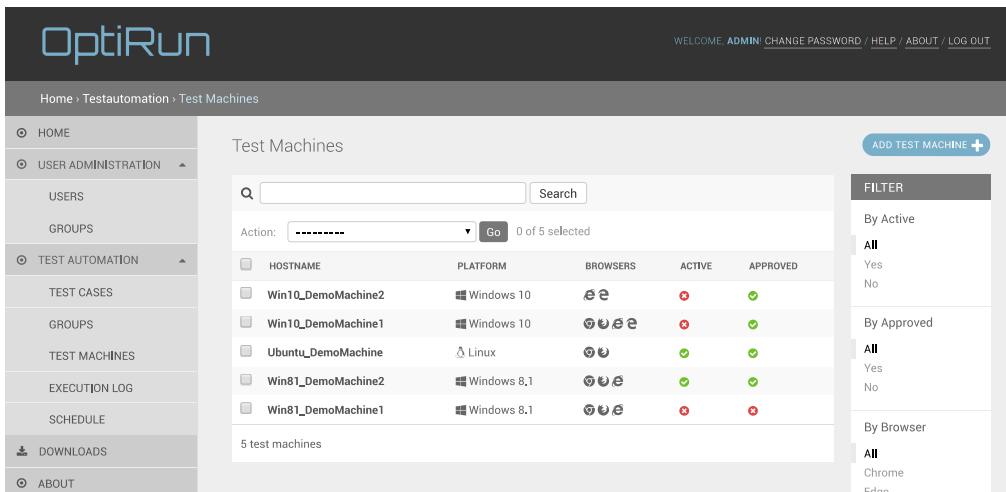 OptiRun
WELCOME, ADMIN! CHANGE PASSWORD / HELP / ABOUT / LOG OUT
Home › Testautomation › Test Machines
HOME
USER ADMINISTRATION
USERS
GROUPS
TEST AUTOMATION
TEST CASES
GROUPS
TEST MACHINES
EXECUTION LOG
SCHEDULE
DOWNLOADS
ABOUT
Test Machines
ADD TEST MACHINE
Search
Action: --------- Go 0 of 5 selected
HOSTNAME PLATFORM BROWSERS ACTIVE APPROVED
Win10_DemoMachine2 Windows 10
Win10_DemoMachine1 Windows 10
Ubuntu_DemoMachine Linux
Win81_DemoMachine2 Windows 8.1
Win81_DemoMachine1 Windows 8.1
5 test machines
FILTER
By Active
All
Yes
No
By Approved
All
Yes
No
By Browser
All
Chrome
Edge